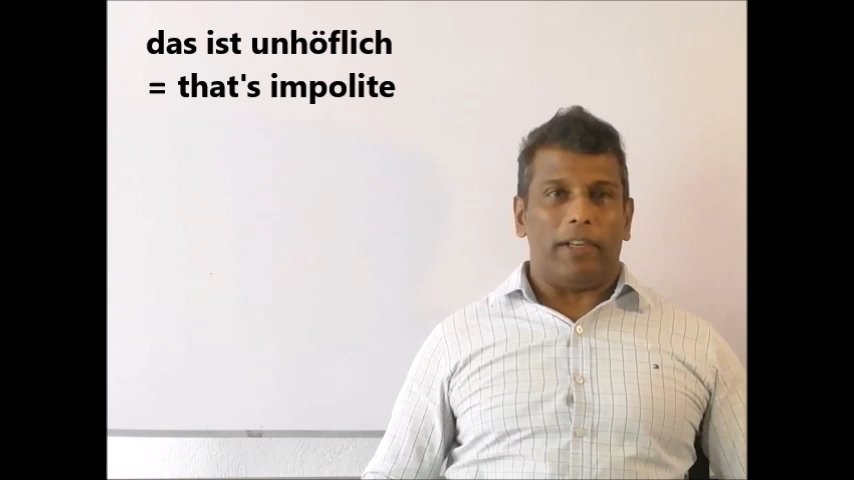 das ist unhöflich
= that's impolite